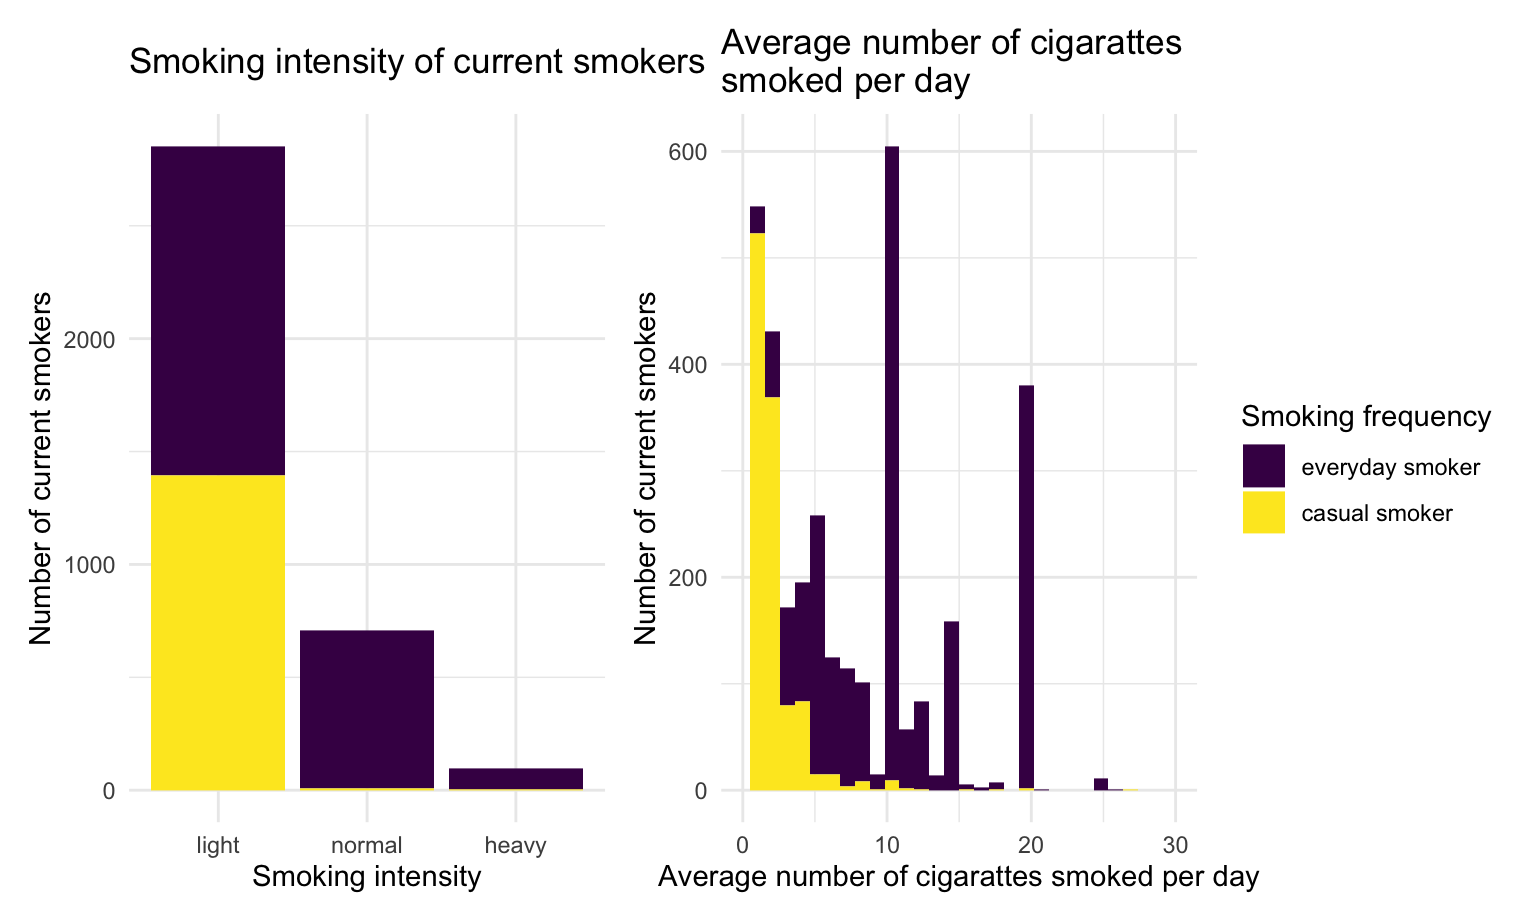 Smoking intensity of current smokers
Number of current smokers
2000
1000
0
light normal heavy
Smoking intensity
Average number of cigarattes
smoked per day
Number of current smokers
600
400
200
0
0 10 20 30
Average number of cigarattes smoked per day
Smoking frequency
everyday smoker
casual smoker